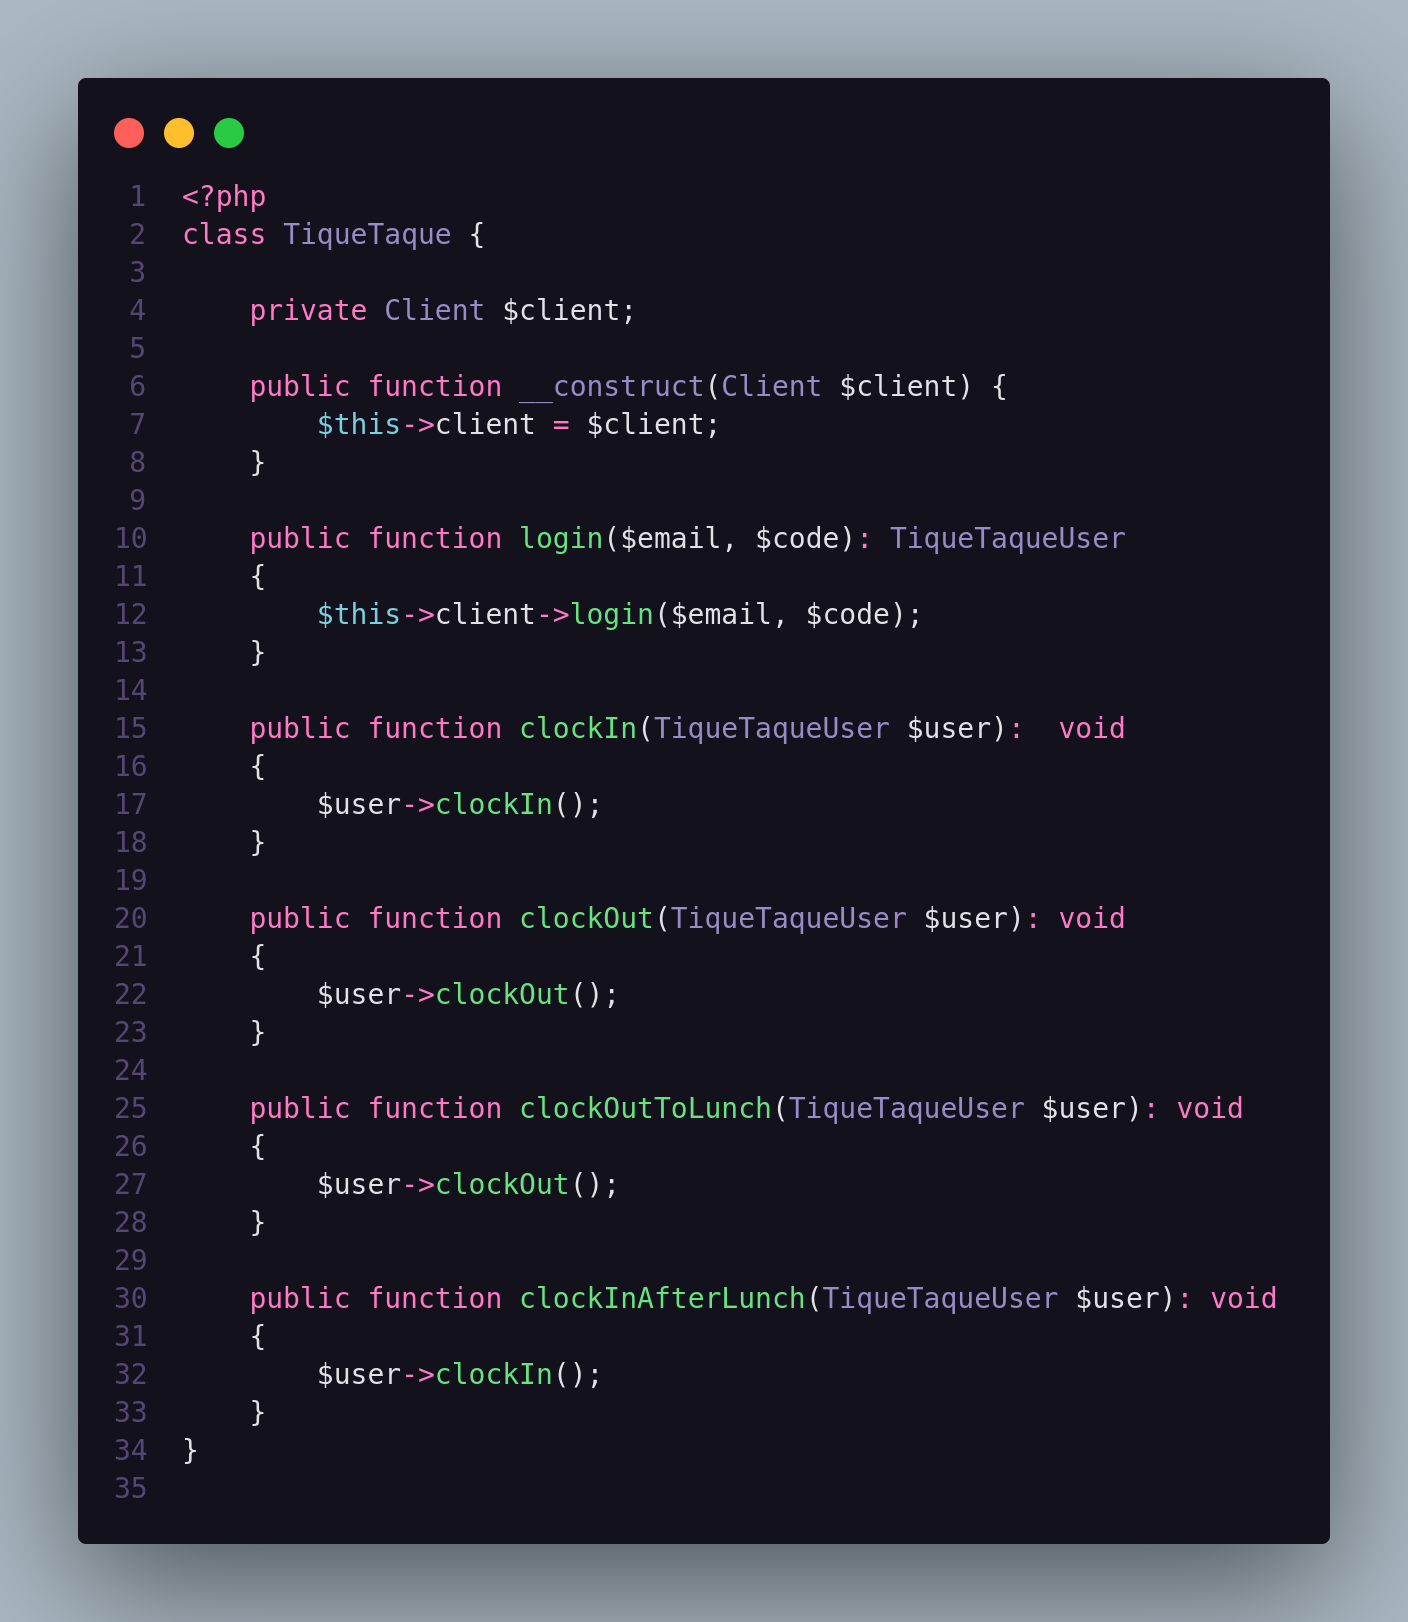 1 <?php
2 class TiqueTaque {
3
4     private Client $client;
5
6     public function __construct(Client $client) {
7         $this->client = $client;
8     }
9
10     public function login($email, $code): TiqueTaqueUser
11     {
12         $this->client->login($email, $code);
13     }
14
15     public function clockIn(TiqueTaqueUser $user):  void
16     {
17         $user->clockIn();
18     }
19
20     public function clockOut(TiqueTaqueUser $user): void
21     {
22         $user->clockOut();
23     }
24
25     public function clockOutToLunch(TiqueTaqueUser $user): void
26     {
27         $user->clockOut();
28     }
29
30     public function clockInAfterLunch(TiqueTaqueUser $user): void
31     {
32         $user->clockIn();
33     }
34 }
35